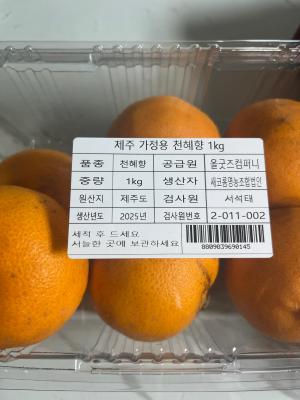 제주 가정용 천혜향 1kg
품종 천혜향 공급원 올굿즈컴퍼니
중량 1kg 생산자 새코롬영농조합법인
원산지 제주도 검사원 서석태
생산년도 2025년 검사원번호 2-011-002
세척 후 드세요
서늘한 곳에 보관하세요
8809839690145